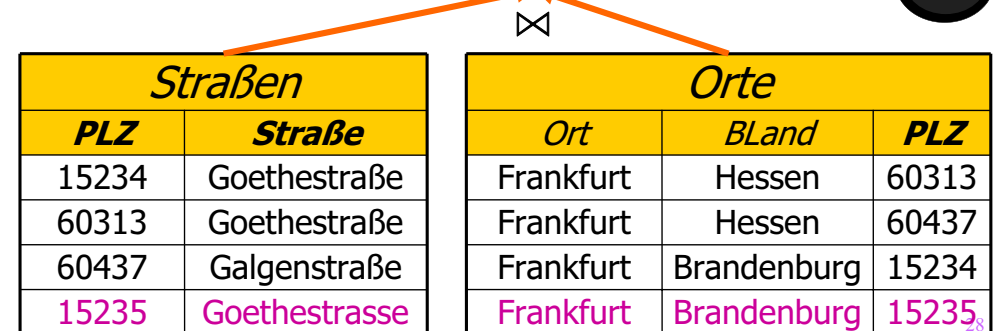 ⋈
Straßen
PLZ Straße
15234 Goethestraße
60313 Goethestraße
60437 Galgenstraße
15235 Goethestrasse
Orte
Ort BLand PLZ
Frankfurt Hessen 60313
Frankfurt Hessen 60437
Frankfurt Brandenburg 15234
Frankfurt Brandenburg 15235
28